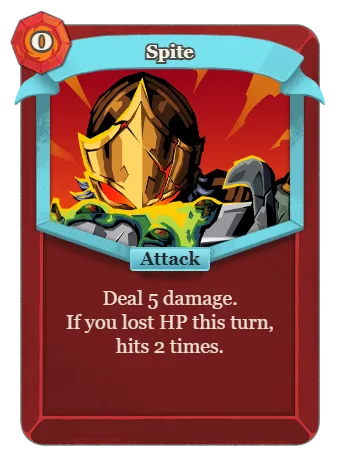 0
Spite
Attack
Deal 5 damage.
If you lost HP this turn,
hits 2 times.